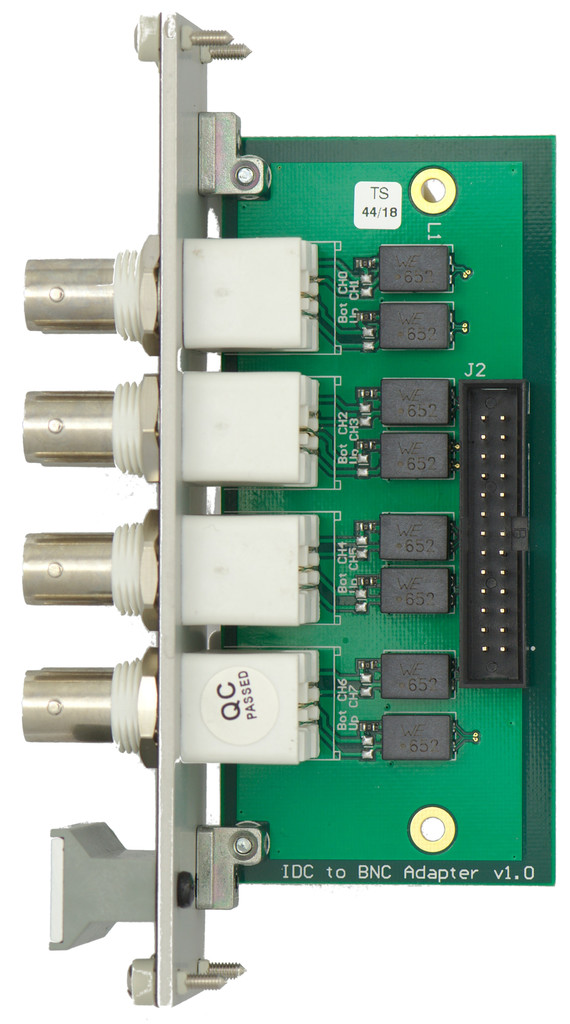 TS
44/18
L1
Bot CH0
Up CH1
WE
652
WE
652
J2
Bot CH2
Up CH3
WE
652
WE
652
Bot CH4
Up CH5
WE
652
WE
652
Bot CH6
Up CH7
WE
652
WE
652
QC
PASSED
IDC to BNC Adapter v1.0